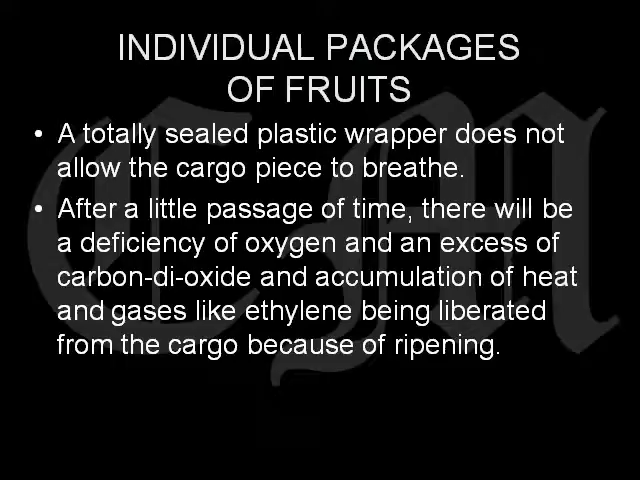 INDIVIDUAL PACKAGES
OF FRUITS
• A totally sealed plastic wrapper does not
allow the cargo piece to breathe.
• After a little passage of time, there will be
a deficiency of oxygen and an excess of
carbon-di-oxide and accumulation of heat
and gases like ethylene being liberated
from the cargo because of ripening.